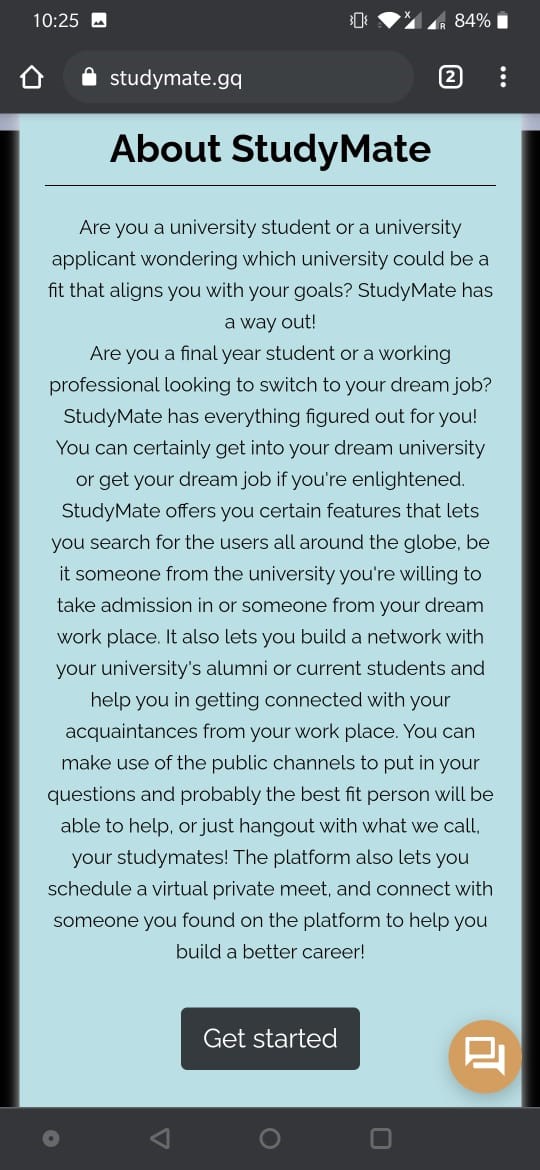 10:25
R
84%
studymate.gq
2
About StudyMate
Are you a university student or a university
applicant wondering which university could be a
fit that aligns you with your goals? StudyMate has
a way out!
Are you a final year student or a working
professional looking to switch to your dream job?
StudyMate has everything figured out for you!
You can certainly get into your dream university
or get your dream job if you're enlightened.
StudyMate offers you certain features that lets
you search for the users all around the globe, be
it someone from the university you're willing to
take admission in or someone from your dream
work place. It also lets you build a network with
your university's alumni or current students and
help you in getting connected with your
acquaintances from your work place. You can
make use of the public channels to put in your
questions and probably the best fit person will be
able to help, or just hangout with what we call,
your studymates! The platform also lets you
schedule a virtual private meet, and connect with
someone you found on the platform to help you
build a better career!
Get started